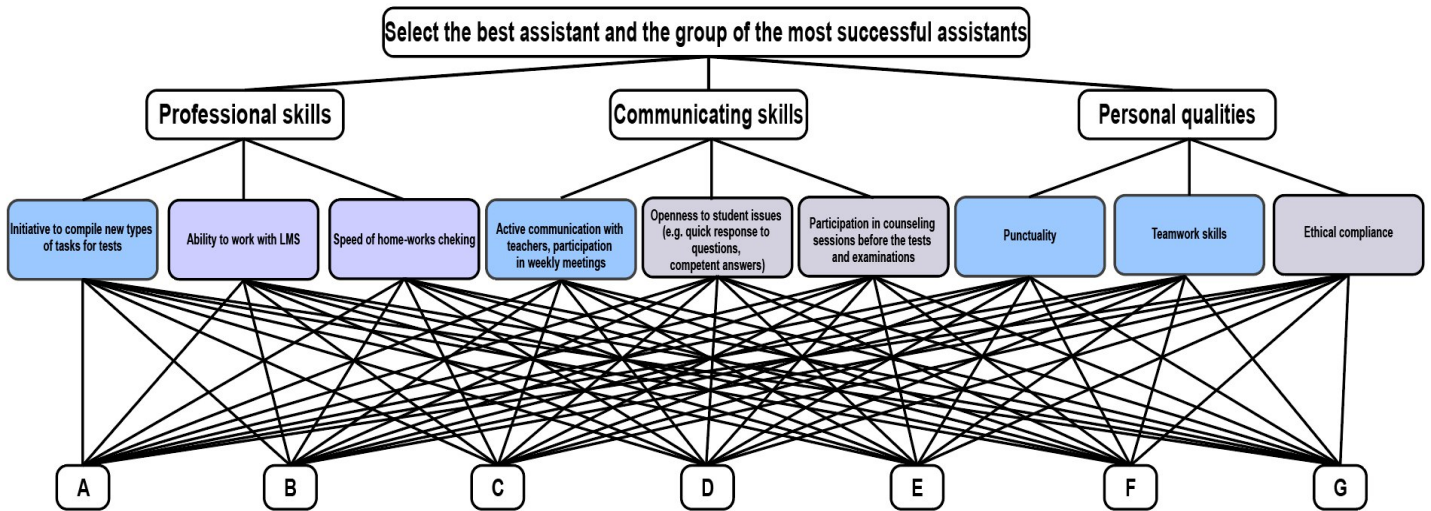 Select the best assistant and the group of the most successful assistants
Professional skills
Communicating skills
Personal qualities
Initiative to compile new types
of tasks for tests
Ability to work with LMS
Speed of home-works cheking
Active communication with
teachers, participation
in weekly meetings
Openness to student issues
(e.g. quick response to
questions,
competent answers)
Participation in counseling
sessions before the tests
and examinations
Punctuality
Teamwork skills
Ethical compliance
A
B
C
D
E
F
G